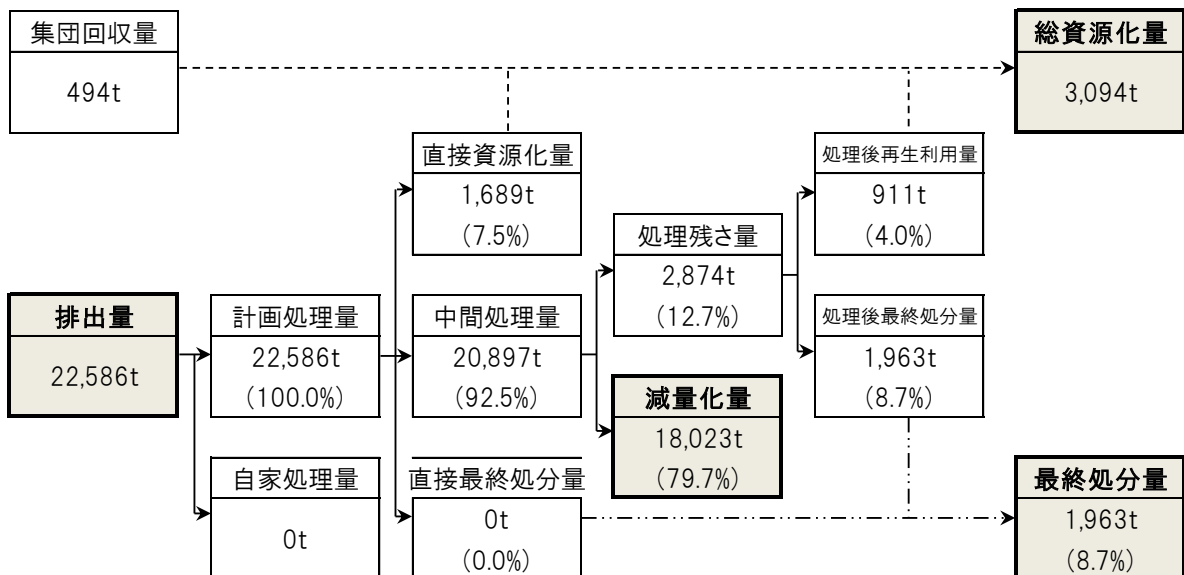 集団回収量
494t
総資源化量
3,094t
直接資源化量
1,689t
(7.5%)
処理後再生利用量
911t
(4.0%)
処理残さ量
2,874t
(12.7%)
排出量
22,586t
計画処理量
22,586t
(100.0%)
中間処理量
20,897t
(92.5%)
処理後最終処分量
1,963t
(8.7%)
減量化量
18,023t
(79.7%)
自家処理量
0t
直接最終処分量
0t
(0.0%)
最終処分量
1,963t
(8.7%)